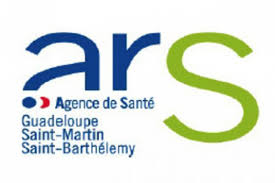 ars
Agence de Santé
Guadeloupe
Saint-Martin
Saint-Barthélemy